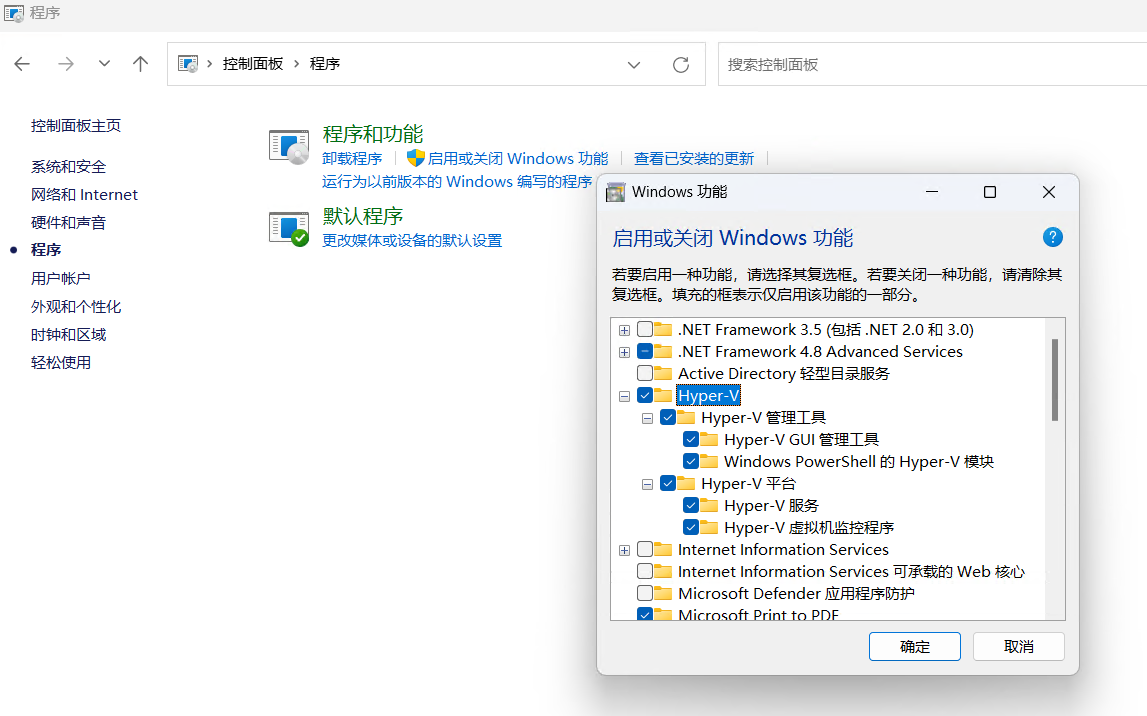 程序
控制面板 程序
搜索控制面板
控制面板主页
系统和安全
网络和 Internet
硬件和声音
程序
用户帐户
外观和个性化
时钟和区域
轻松使用
程序和功能
卸载程序 启用或关闭 Windows 功能 查看已安装的更新
运行为以前版本的 Windows 编写的程序
默认程序
更改媒体或设备的默认设置
Windows 功能
启用或关闭 Windows 功能
若要启用一种功能，请选择其复选框。若要关闭一种功能，请清除其
复选框。填充的框表示仅启用该功能的一部分。
.NET Framework 3.5 (包括 .NET 2.0 和 3.0)
.NET Framework 4.8 Advanced Services
Active Directory 轻型目录服务
Hyper-V
Hyper-V 管理工具
Hyper-V GUI 管理工具
Windows PowerShell 的 Hyper-V 模块
Hyper-V 平台
Hyper-V 服务
Hyper-V 虚拟机监控程序
Internet Information Services
Internet Information Services 可承载的 Web 核心
Microsoft Defender 应用程序防护
Microsoft Print to PDF
确定 取消